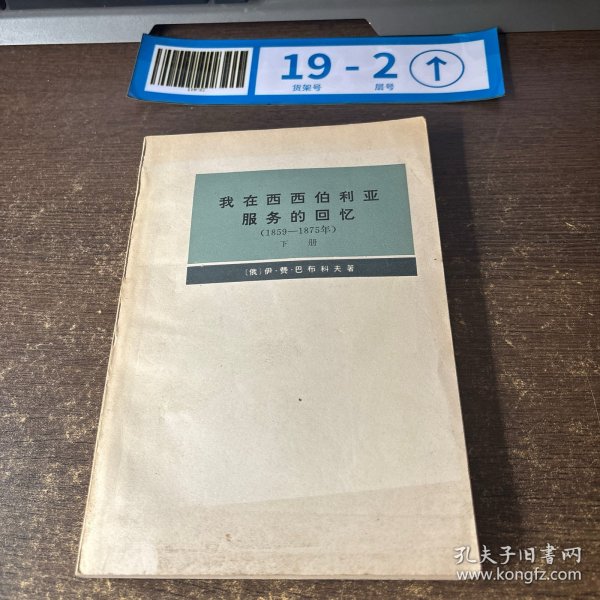 19-2
货架号 层号
我在西西伯利亚
服务的回忆
(1859—1875年)
下 册
〔俄〕伊·费·巴布科夫著
孔夫子旧書网
www.kongfz.com